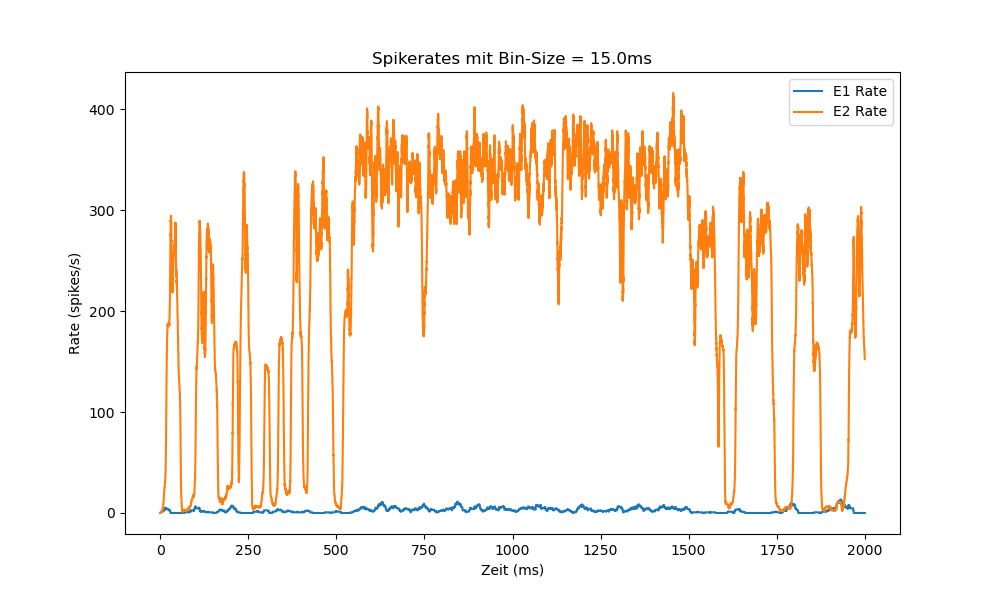 Spikerates mit Bin-Size = 15.0ms
E1 Rate
E2 Rate
Rate (spikes/s)
400
300
200
100
0
0 250 500 750 1000 1250 1500 1750 2000
Zeit (ms)